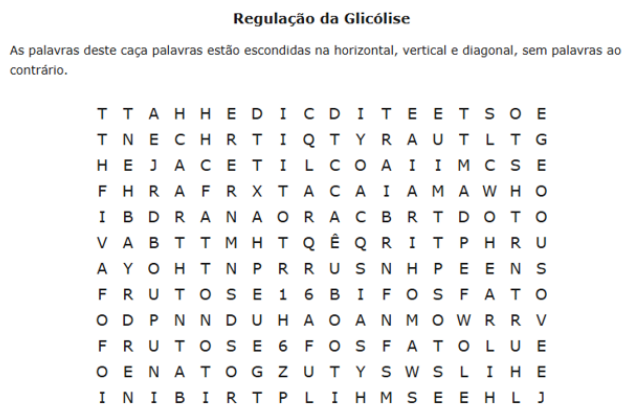 Regulação da Glicólise
As palavras deste caça palavras estão escondidas na horizontal, vertical e diagonal, sem palavras ao
contrário.
T T A H H E D I C D I T E E T S O E
T N E C H R T I Q T Y R A U T L T G
H E J A C E T I L C O A I I M C S E
F H R A F R X T A C A I A M A W H O
I B D R A N A O R A C B R T D O T O
V A B T T M H T Q Ê Q R I T P H R U
A Y O H T N P R R U S N H P E E N S
F R U T O S E 1 6 B I F O S F A T O
O D P N N D U H A O A N M O W R R V
F R U T O S E 6 F O S F A T O L U E
O E N A T O G Z U T Y S W S L I H E
I N I B I R T P L I H M S E E H L J